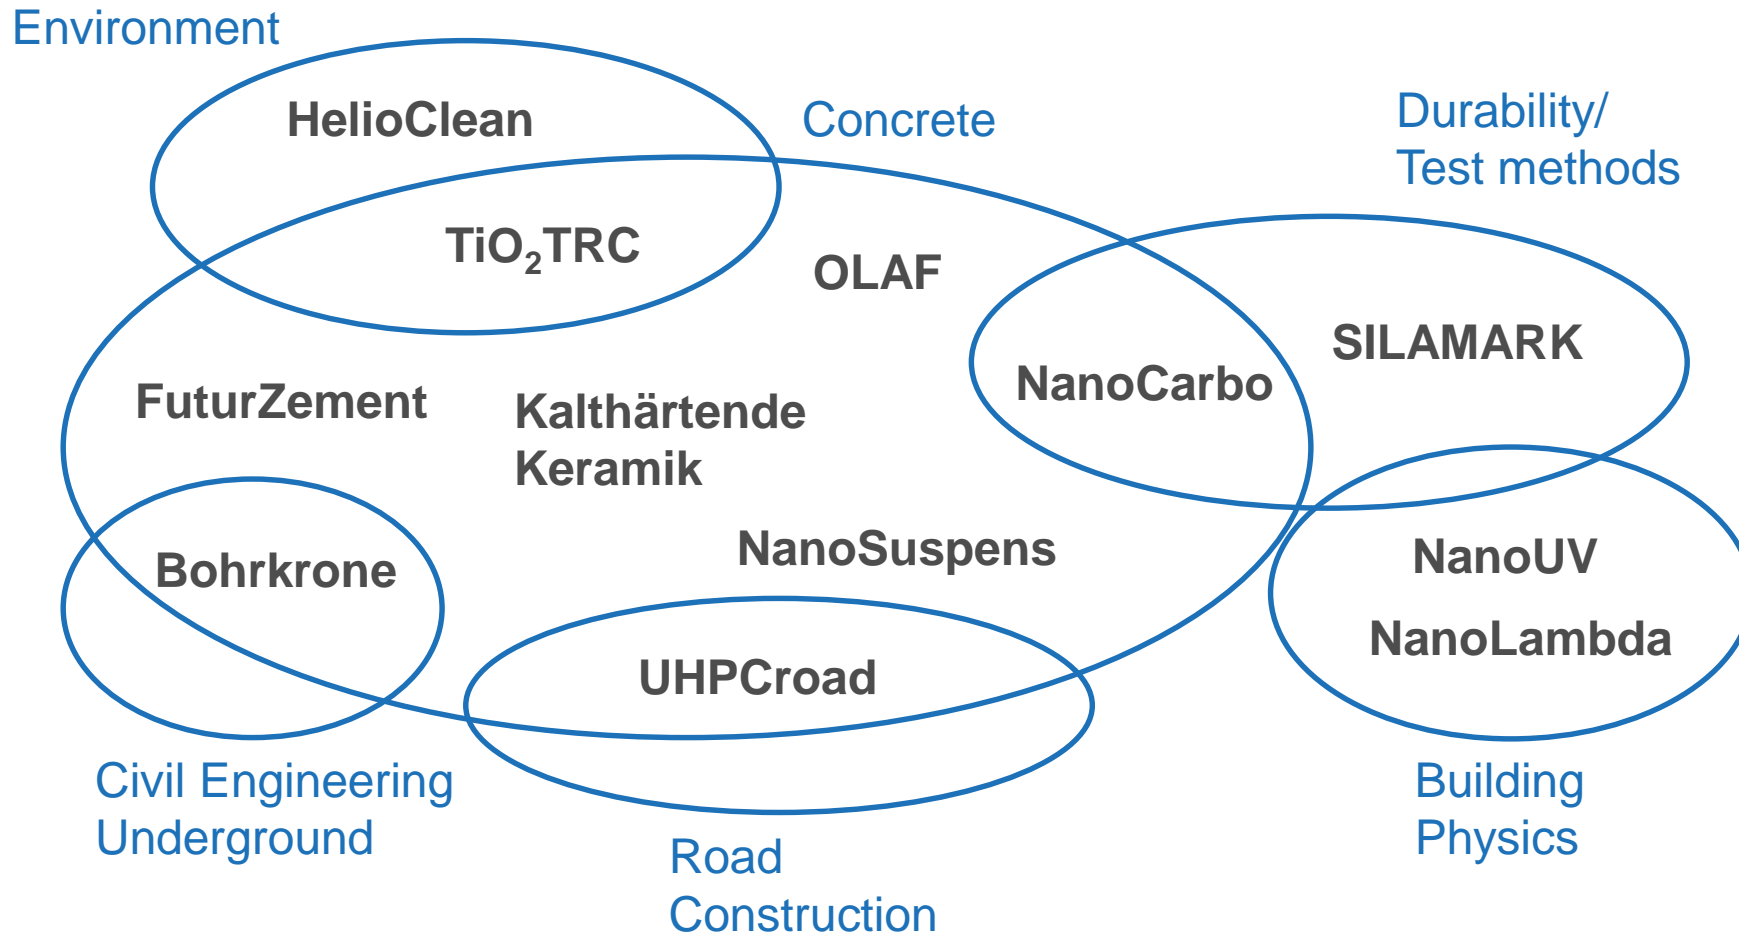 Environment
HelioClean
Concrete
Durability/
Test methods
TiO₂TRC
OLAF
SILAMARK
NanoCarbo
FuturZement
Kalthärtende
Keramik
NanoSuspens
Bohrkrone
NanoUV
NanoLambda
UHPCroad
Civil Engineering
Underground
Building
Physics
Road
Construction